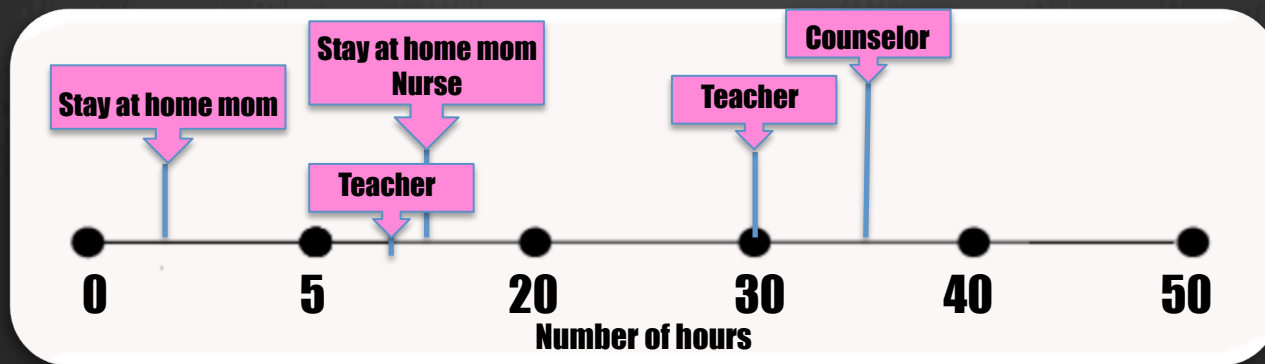 Counselor
Stay at home mom
Nurse
Stay at home mom
Teacher
Teacher
0 5 20 30 40 50
Number of hours